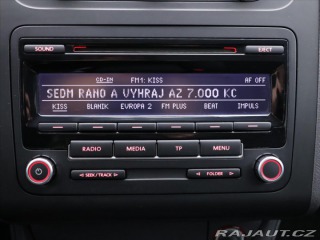 SOUND EJECT
CD-IN FM1: KISS AF OFF
SEDM RANO A VYHRAJ AZ 7.000 KC
KISS BLANIK EVROPA 2 FM PLUS BEAT IMPULS
RADIO MEDIA TP MENU
SEEK/TRACK FOLDER
Sauto.cz